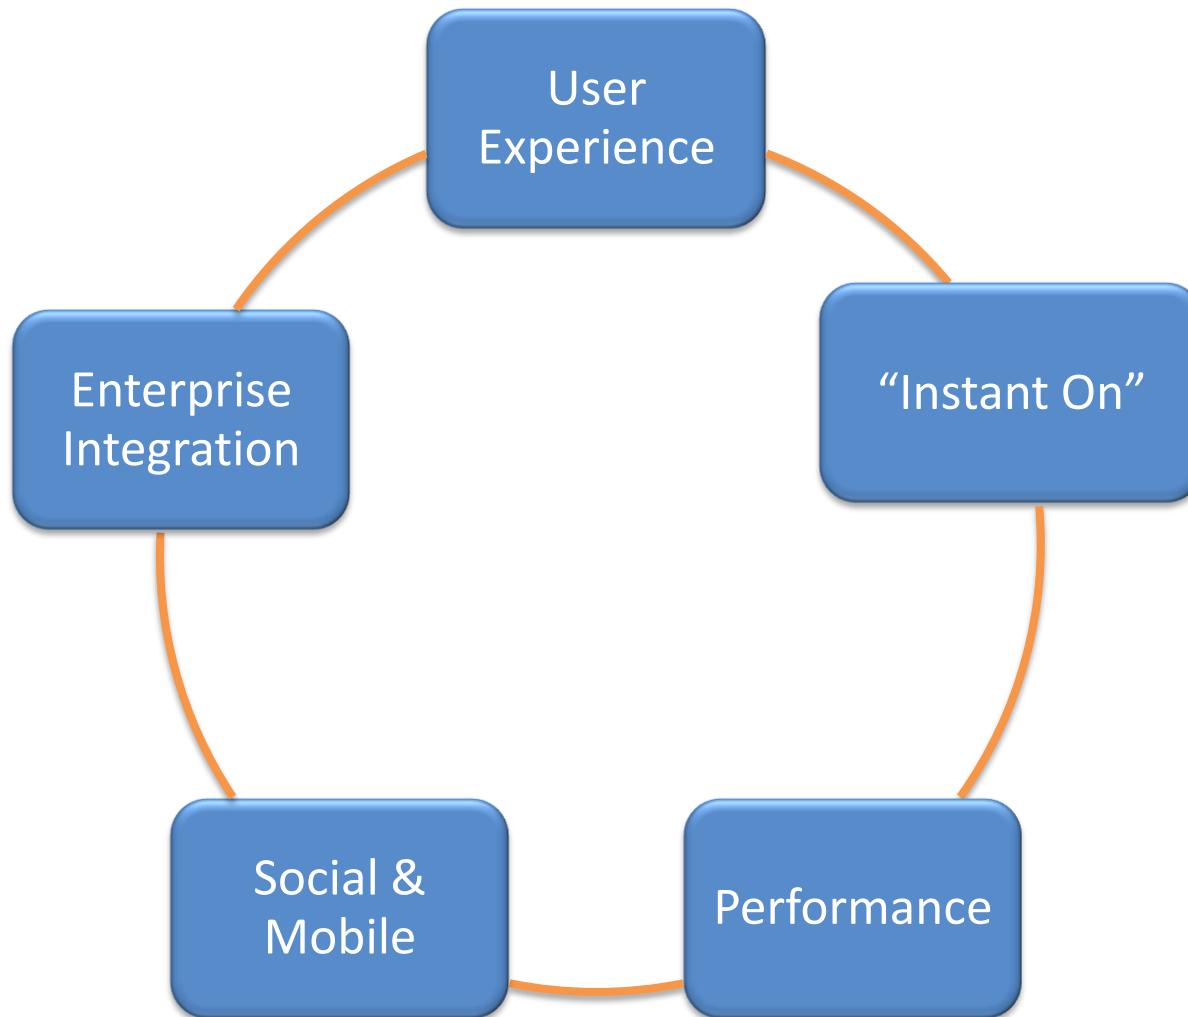 User
Experience
“Instant On”
Performance
Social &
Mobile
Enterprise
Integration